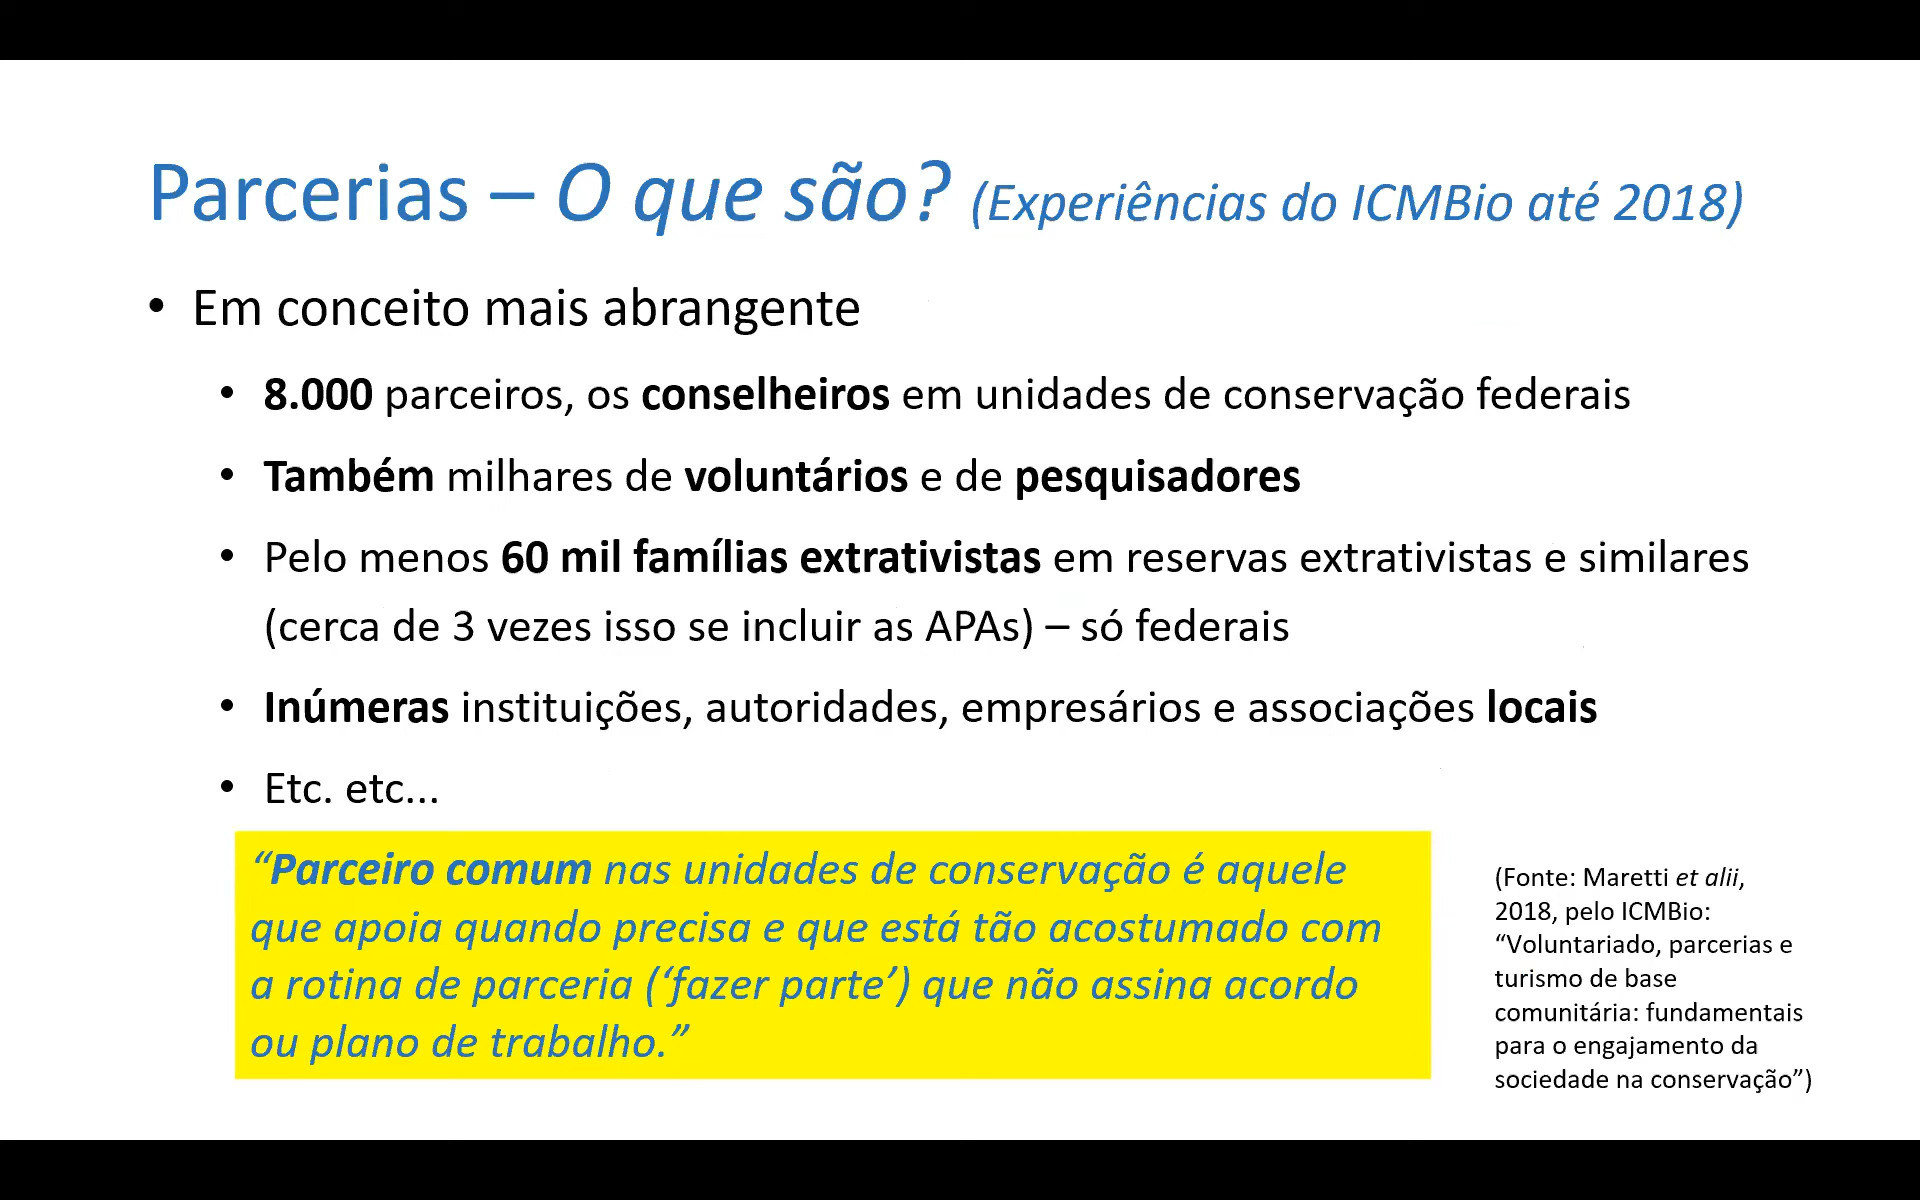 Parcerias – O que são? (Experiências do ICMBio até 2018)
• Em conceito mais abrangente
• 8.000 parceiros, os conselheiros em unidades de conservação federais
• Também milhares de voluntários e de pesquisadores
• Pelo menos 60 mil famílias extrativistas em reservas extrativistas e similares
(cerca de 3 vezes isso se incluir as APAs) – só federais
• Inúmeras instituições, autoridades, empresários e associações locais
• Etc. etc...
“Parceiro comum nas unidades de conservação é aquele
que apoia quando precisa e que está tão acostumado com
a rotina de parceria (‘fazer parte’) que não assina acordo
ou plano de trabalho.”
(Fonte: Maretti et alii,
2018, pelo ICMBio:
“Voluntariado, parcerias e
turismo de base
comunitária: fundamentais
para o engajamento da
sociedade na conservação”)